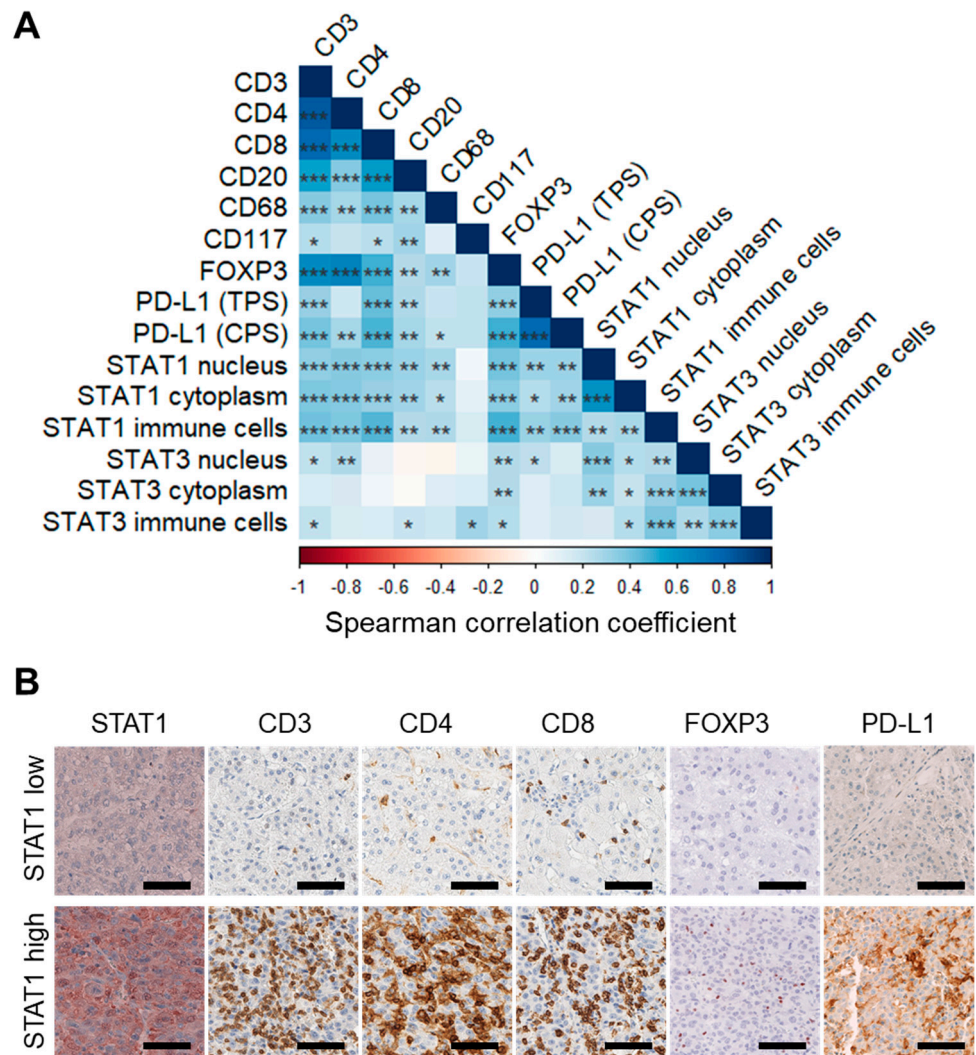 A
CD3
CD4
CD8
CD20
CD68
CD117
FOXP3
PD-L1 (TPS)
PD-L1 (CPS)
STAT1 nucleus
STAT1 cytoplasm
STAT1 immune cells
STAT3 nucleus
STAT3 cytoplasm
STAT3 immune cells
CD3
CD4 ***
CD8 *** ***
CD20 *** *** ***
CD68 *** ** *** **
CD117 * * **
FOXP3 *** *** *** ** **
PD-L1 (TPS) *** *** ** ***
PD-L1 (CPS) *** ** *** ** * *** ***
STAT1 nucleus *** *** *** ** ** *** ** **
STAT1 cytoplasm *** *** *** ** * *** * ** ***
STAT1 immune cells *** *** *** ** ** *** ** *** ** **
STAT3 nucleus * ** ** * *** * **
STAT3 cytoplasm ** ** * *** ***
STAT3 immune cells * * * * * *** ** ***
-1 -0.8 -0.6 -0.4 -0.2 0 0.2 0.4 0.6 0.8 1
Spearman correlation coefficient
B
STAT1 CD3 CD4 CD8 FOXP3 PD-L1
STAT1 low
STAT1 high